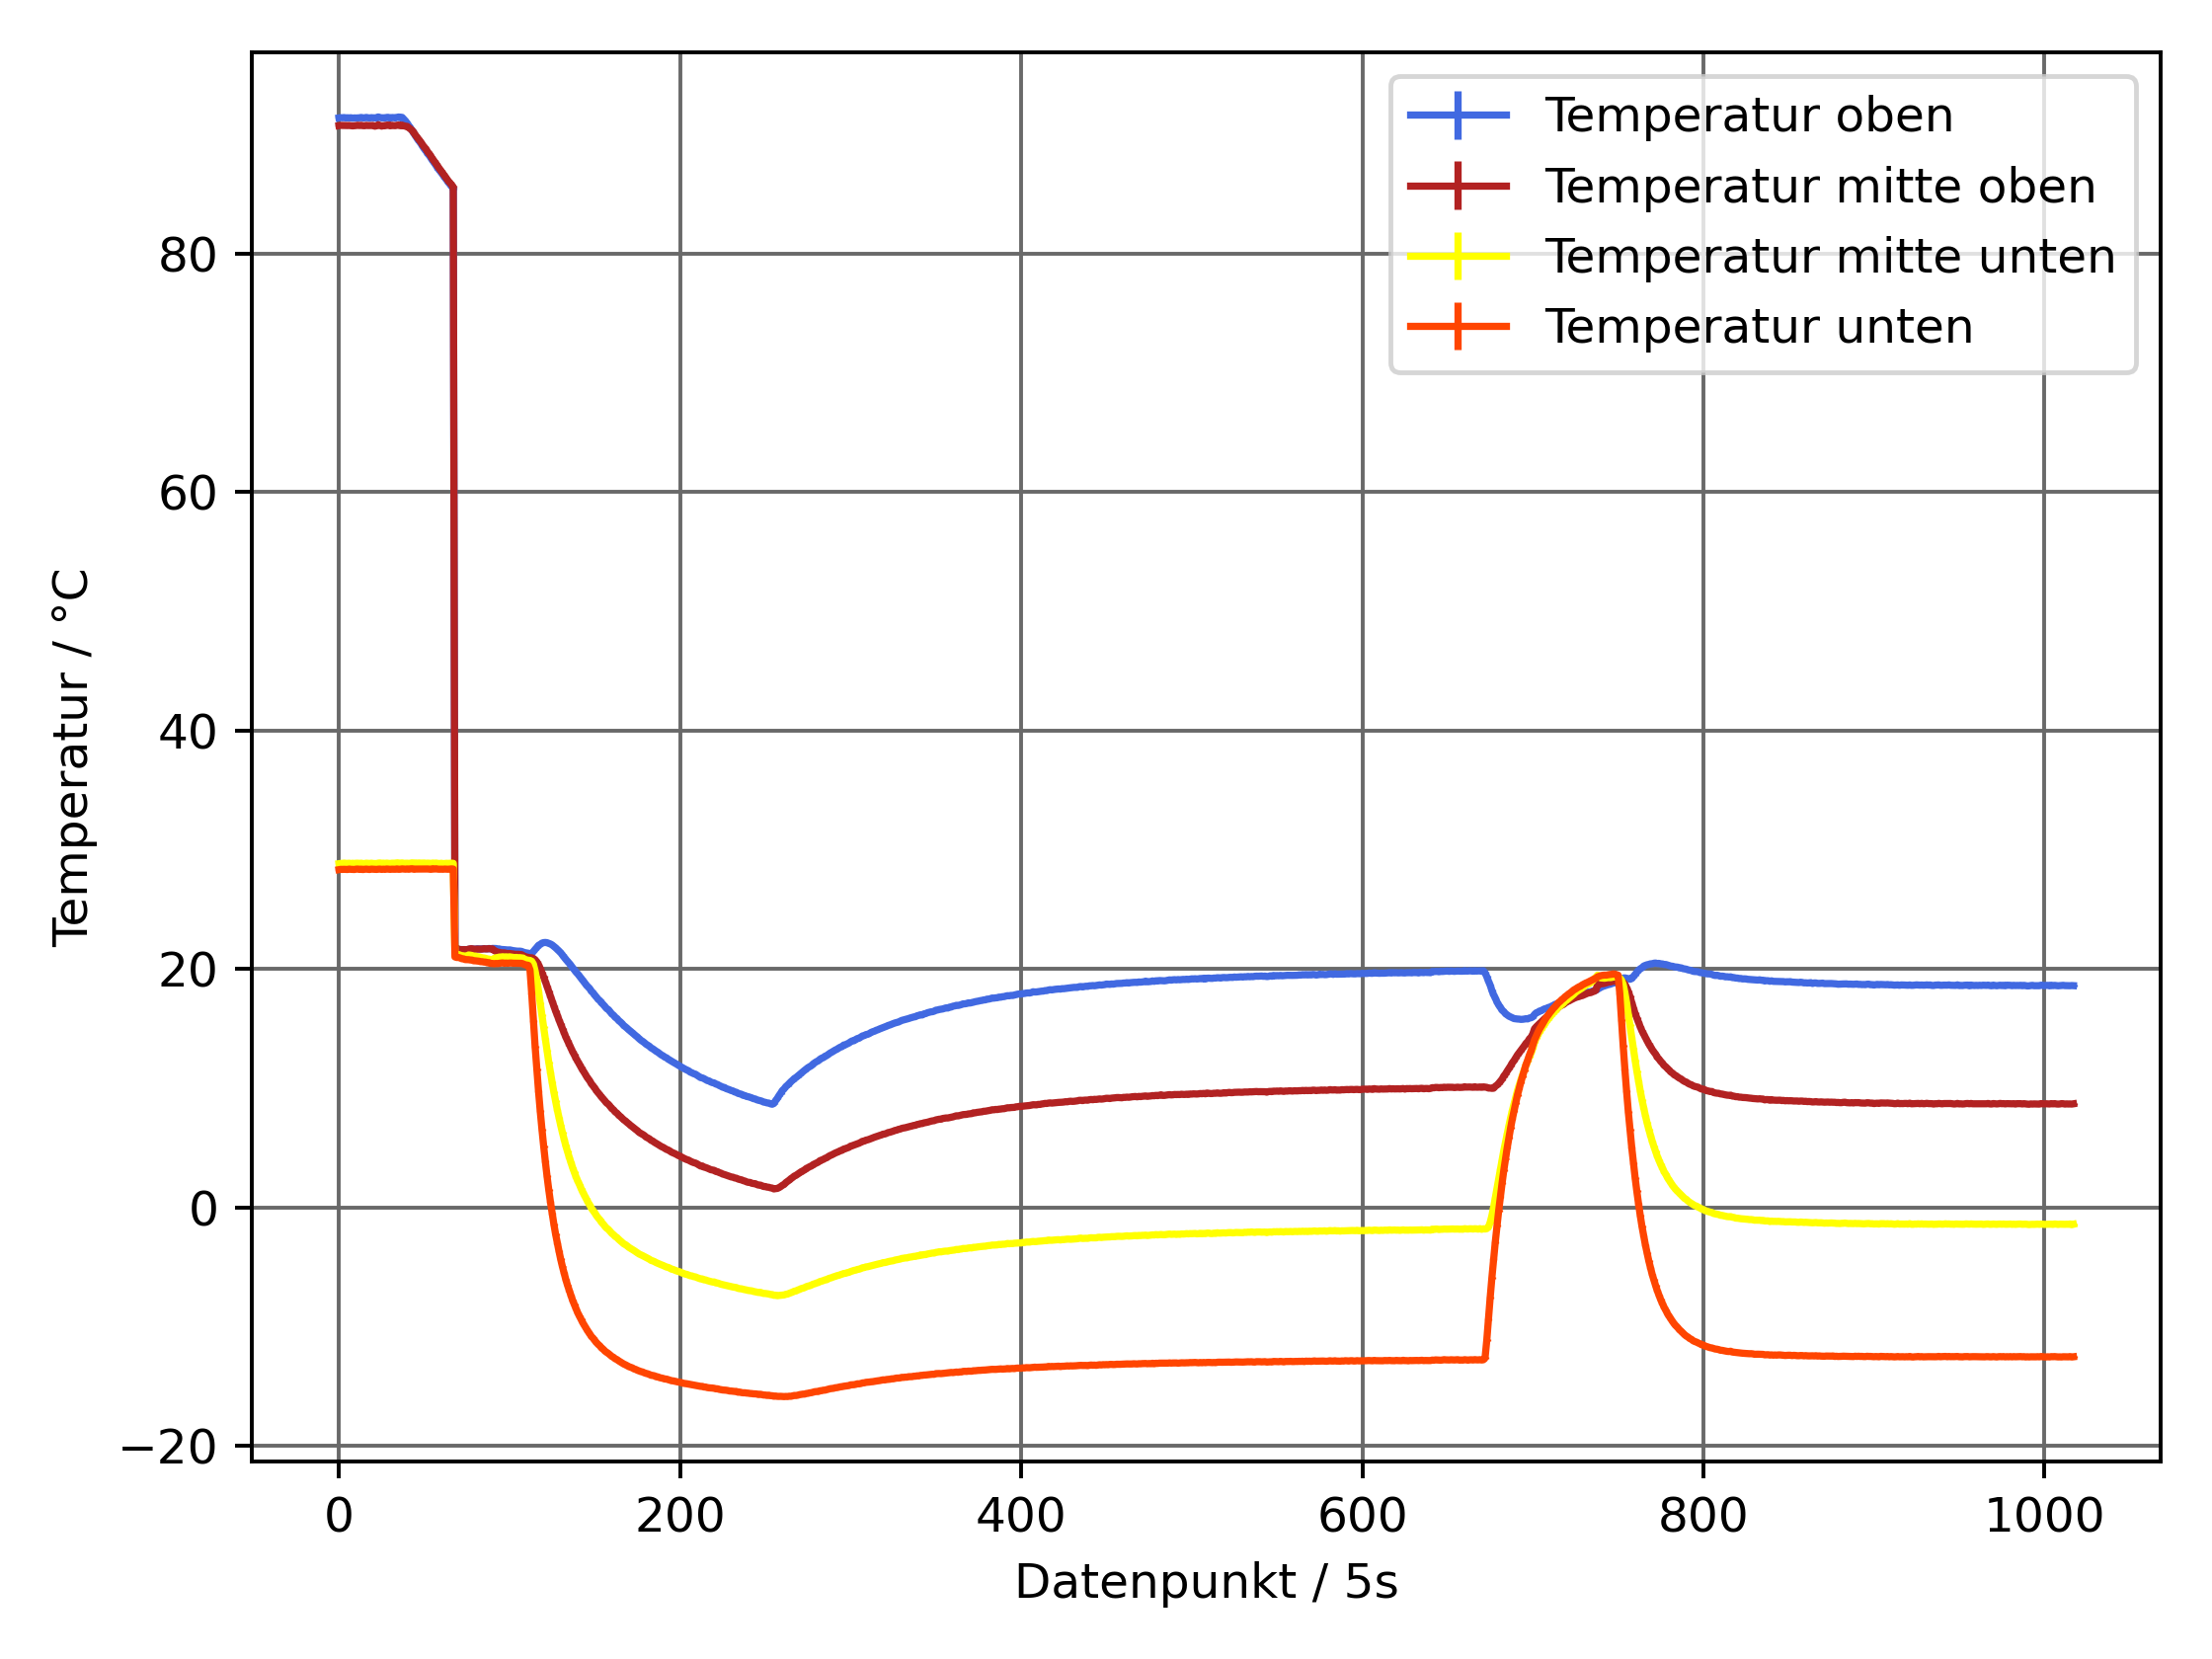 Temperatur oben
Temperatur mitte oben
Temperatur mitte unten
Temperatur unten
80
60
40
20
0
−20
Temperatur / °C
0 200 400 600 800 1000
Datenpunkt / 5s